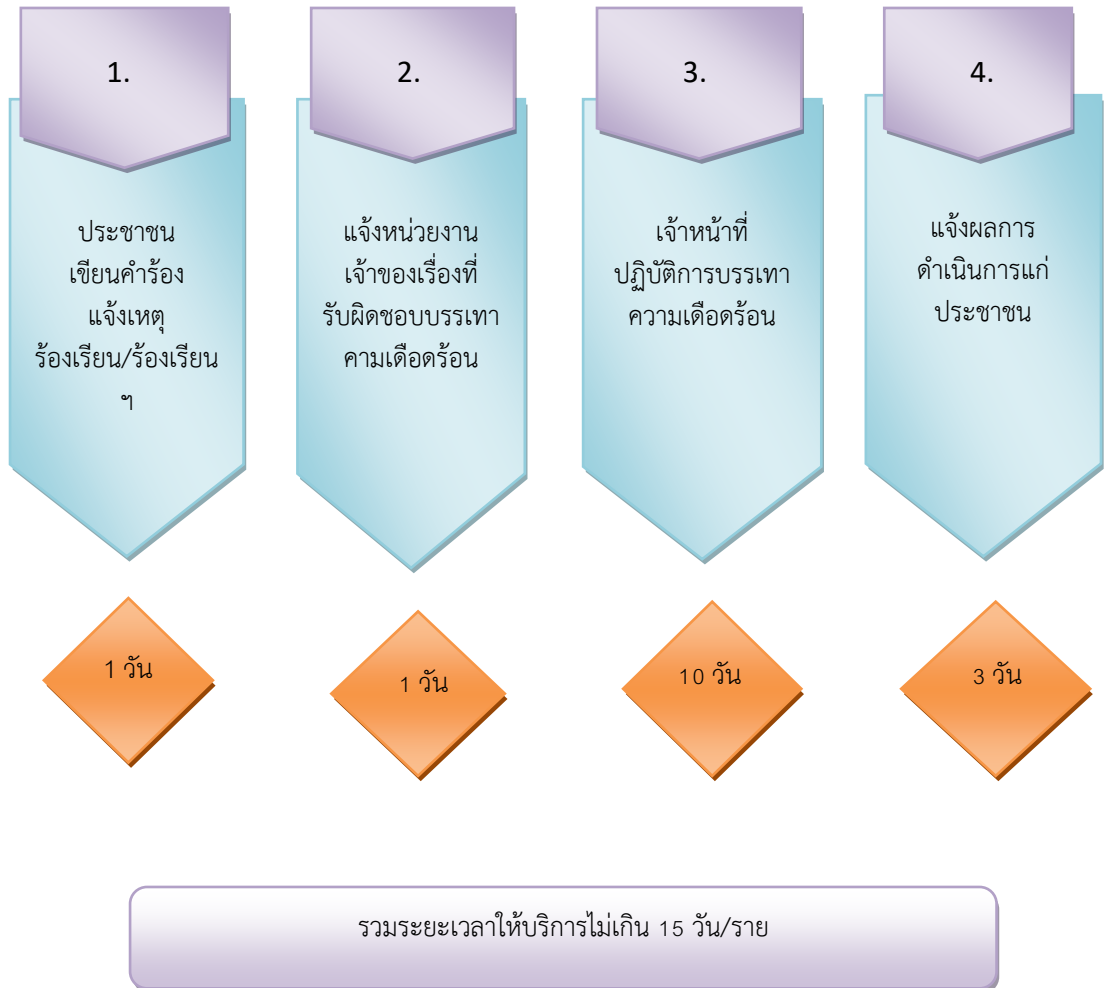 1.
ประชาชน
เขียนคำร้อง
แจ้งเหตุ
ร้องเรียน/ร้องเรียน
ฯ
2.
แจ้งหน่วยงาน
เจ้าของเรื่องที่
รับผิดชอบบรรเทา
คามเดือดร้อน
3.
เจ้าหน้าที่
ปฏิบัติการบรรเทา
ความเดือดร้อน
4.
แจ้งผลการ
ดำเนินการแก่
ประชาชน
1 วัน
1 วัน
10 วัน
3 วัน
รวมระยะเวลาให้บริการไม่เกิน 15 วัน/ราย